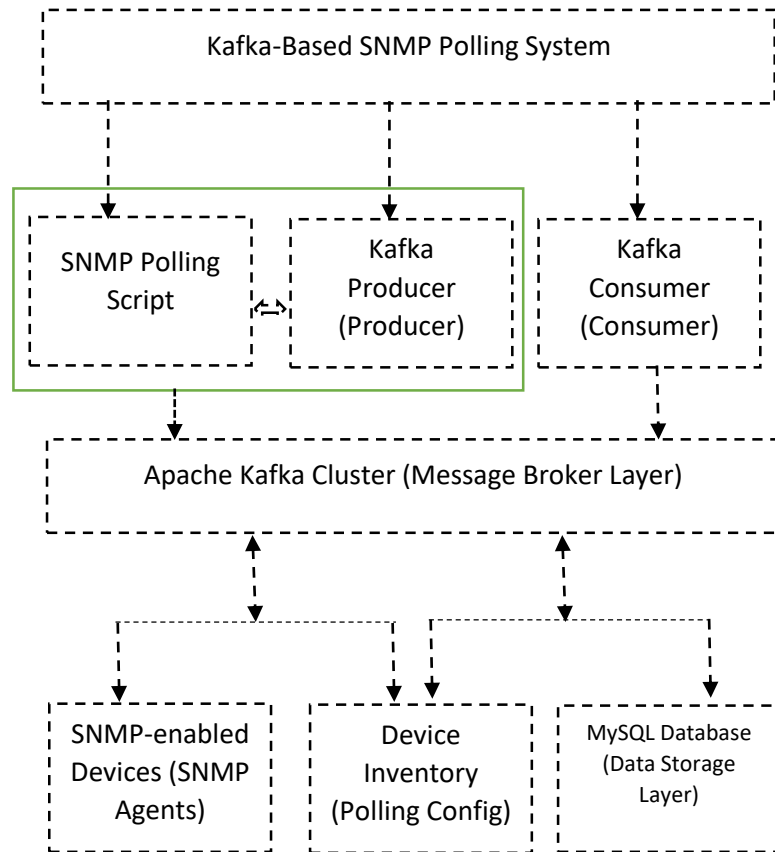 Kafka-Based SNMP Polling System
SNMP Polling
Script
Kafka
Producer
(Producer)
Kafka
Consumer
(Consumer)
Apache Kafka Cluster (Message Broker Layer)
SNMP-enabled
Devices (SNMP
Agents)
Device
Inventory
(Polling Config)
MySQL Database
(Data Storage
Layer)